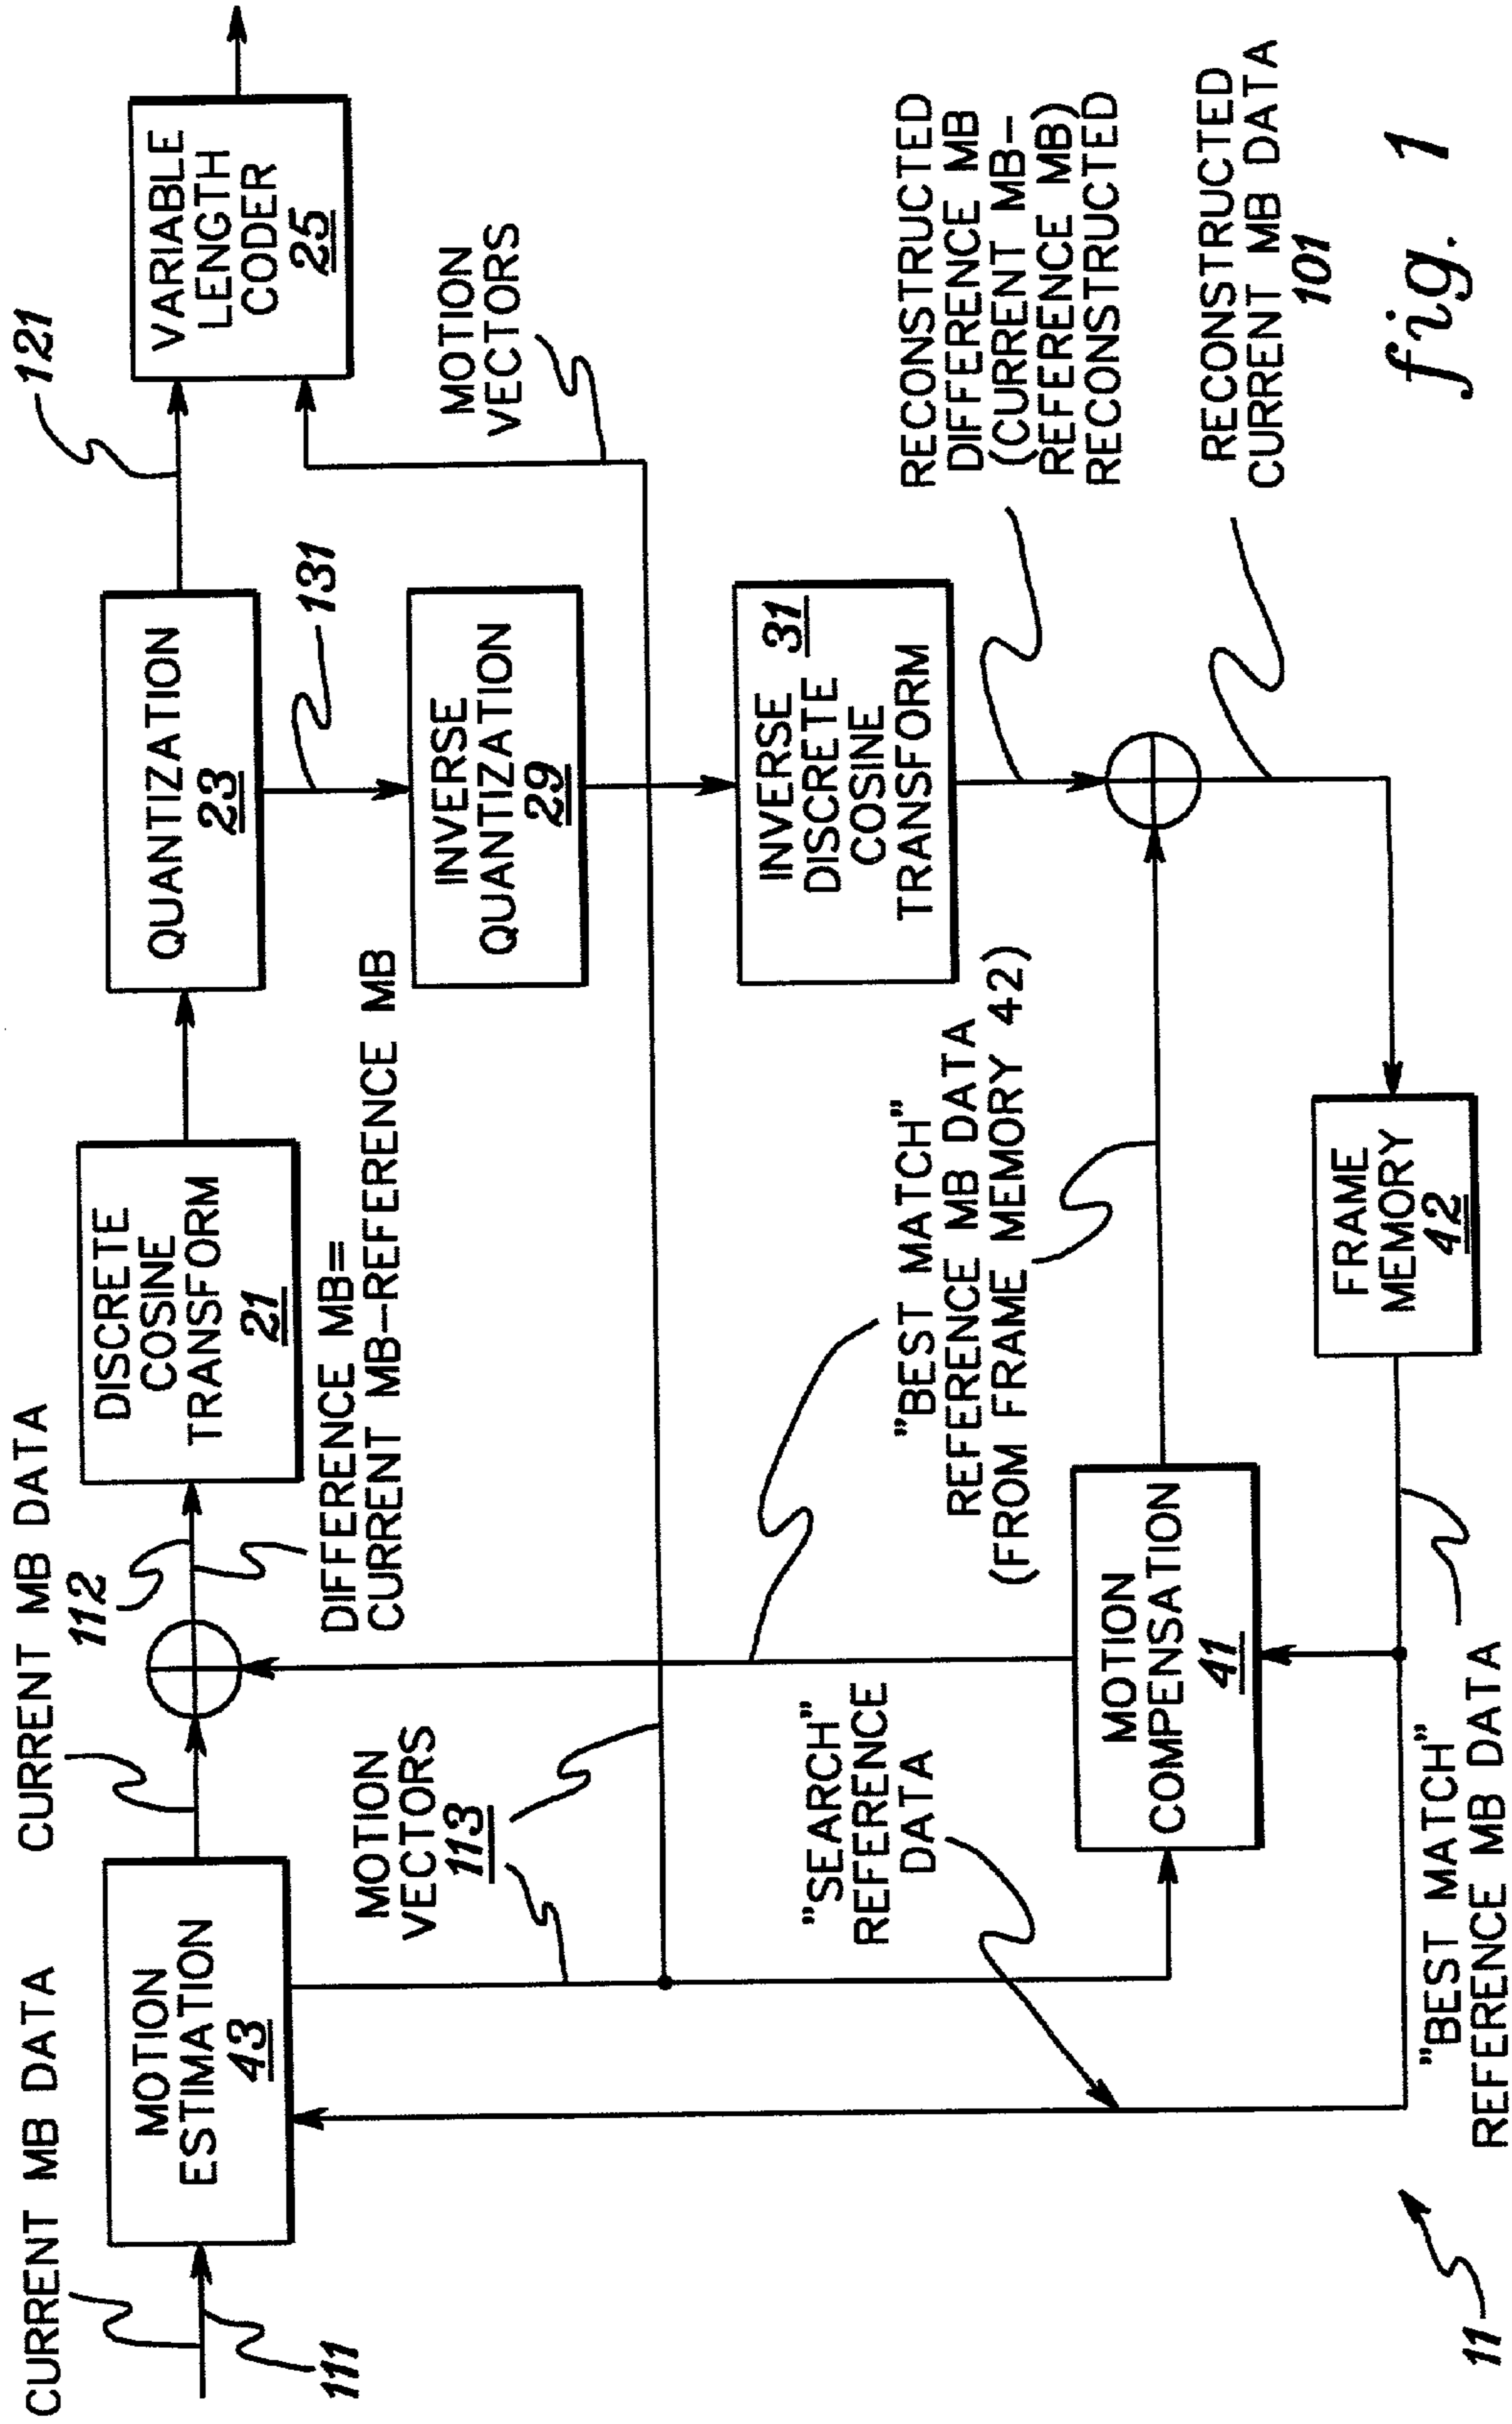 CURRENT MB DATA
111
MOTION
ESTIMATION
43
CURRENT MB DATA
112
DISCRETE
COSINE
TRANSFORM
21
DIFFERENCE MB=
CURRENT MB-REFERENCE MB
QUANTIZATION
23
121
VARIABLE
LENGTH
CODER
25
131
INVERSE
QUANTIZATION
29
MOTION
VECTORS
MOTION
VECTORS
113
INVERSE
DISCRETE
COSINE
TRANSFORM
31
"SEARCH"
REFERENCE
DATA
"BEST MATCH"
REFERENCE MB DATA
(FROM FRAME MEMORY 42)
RECONSTRUCTED
DIFFERENCE MB
(CURRENT MB-
REFERENCE MB)
RECONSTRUCTED
MOTION
COMPENSATION
41
FRAME
MEMORY
42
RECONSTRUCTED
CURRENT MB DATA
101
"BEST MATCH"
REFERENCE MB DATA
11
fig. 1